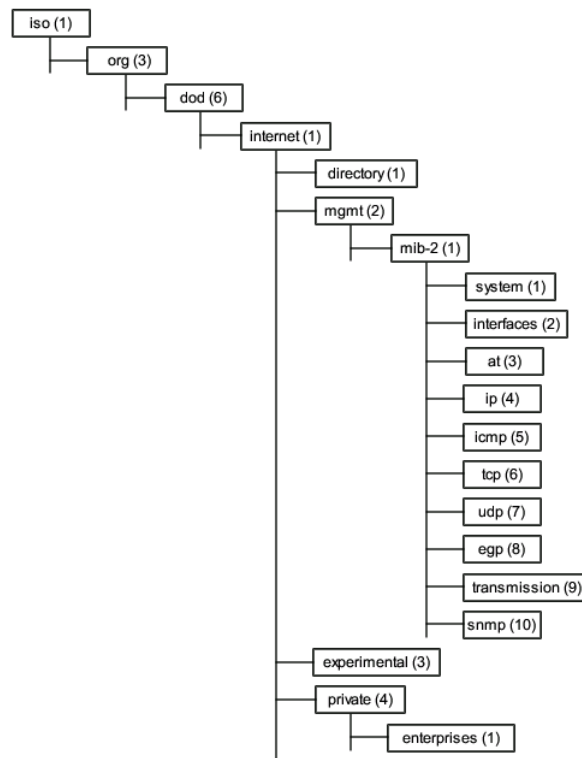 iso (1)
org (3)
dod (6)
internet (1)
directory (1)
mgmt (2)
mib-2 (1)
system (1)
interfaces (2)
at (3)
ip (4)
icmp (5)
tcp (6)
udp (7)
egp (8)
transmission (9)
snmp (10)
experimental (3)
private (4)
enterprises (1)